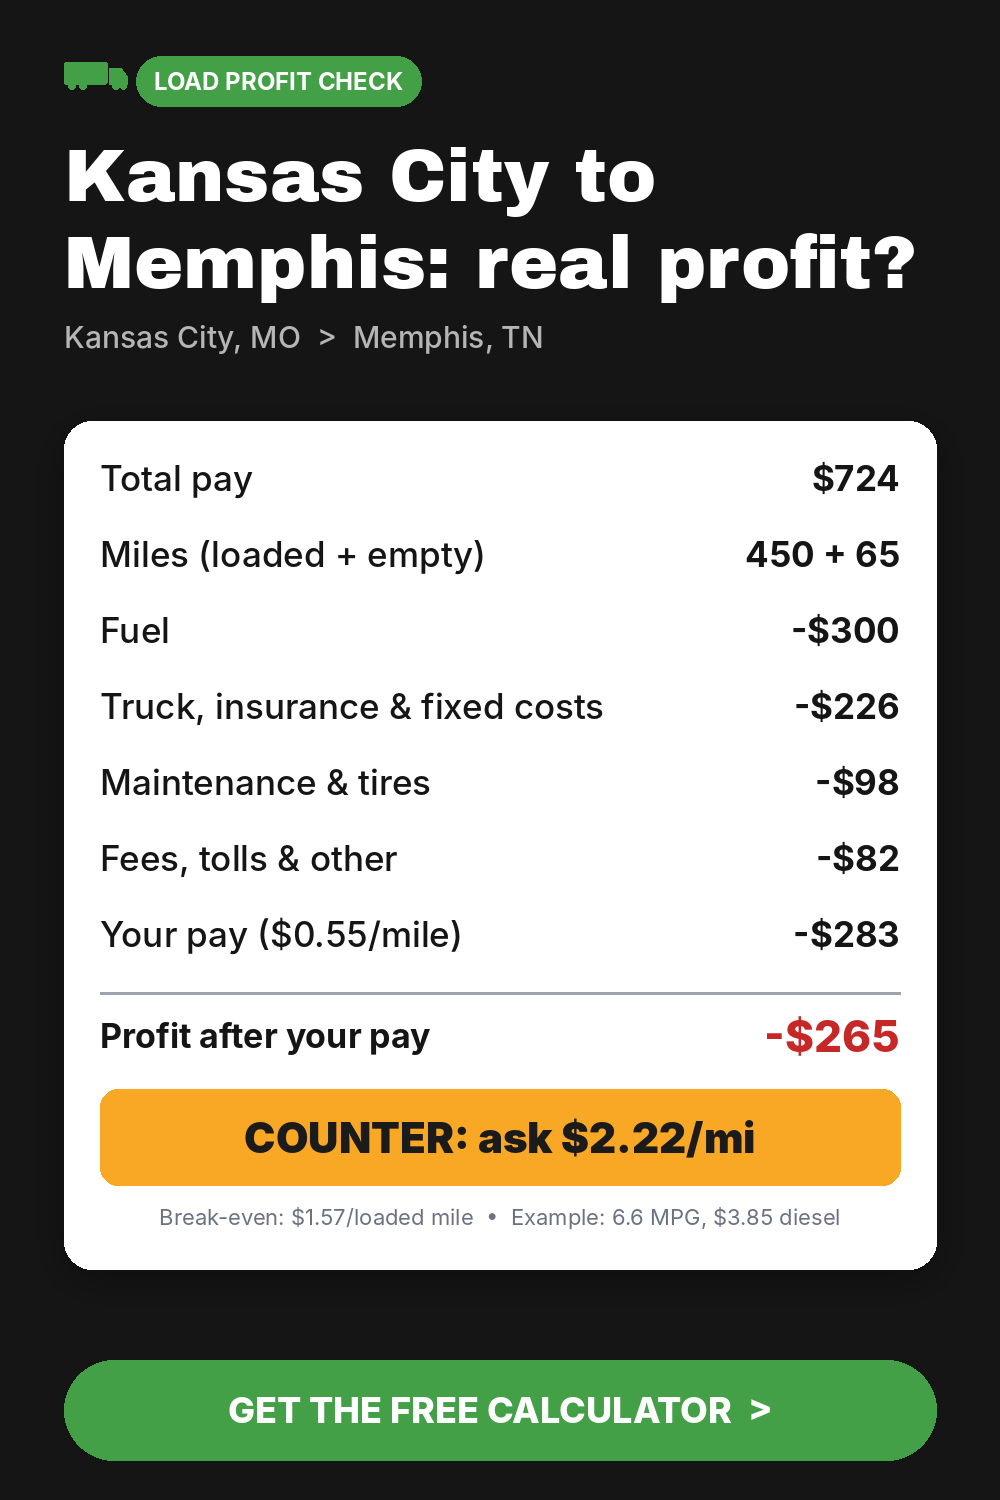 LOAD PROFIT CHECK
Kansas City to
Memphis: real profit?
Kansas City, MO > Memphis, TN
Total pay $724
Miles (loaded + empty) 450 + 65
Fuel -$300
Truck, insurance & fixed costs -$226
Maintenance & tires -$98
Fees, tolls & other -$82
Your pay ($0.55/mile) -$283
Profit after your pay -$265
COUNTER: ask $2.22/mi
Break-even: $1.57/loaded mile • Example: 6.6 MPG, $3.85 diesel
GET THE FREE CALCULATOR >